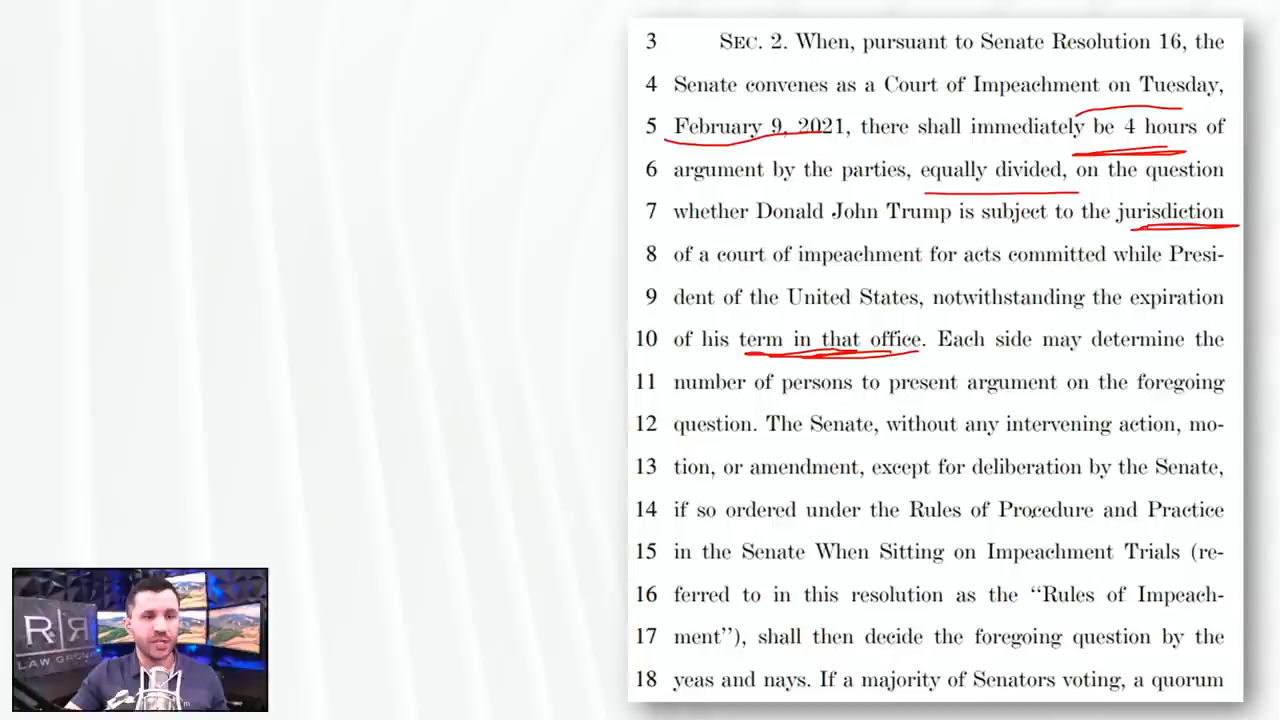 3 SEC. 2. When, pursuant to Senate Resolution 16, the
4 Senate convenes as a Court of Impeachment on Tuesday,
5 February 9, 2021, there shall immediately be 4 hours of
6 argument by the parties, equally divided, on the question
7 whether Donald John Trump is subject to the jurisdiction
8 of a court of impeachment for acts committed while Presi-
9 dent of the United States, notwithstanding the expiration
10 of his term in that office. Each side may determine the
11 number of persons to present argument on the foregoing
12 question. The Senate, without any intervening action, mo-
13 tion, or amendment, except for deliberation by the Senate,
14 if so ordered under the Rules of Procedure and Practice
15 in the Senate When Sitting on Impeachment Trials (re-
16 ferred to in this resolution as the “Rules of Impeach-
17 ment”), shall then decide the foregoing question by the
18 yeas and nays. If a majority of Senators voting, a quorum
R|R
LAW GROUP